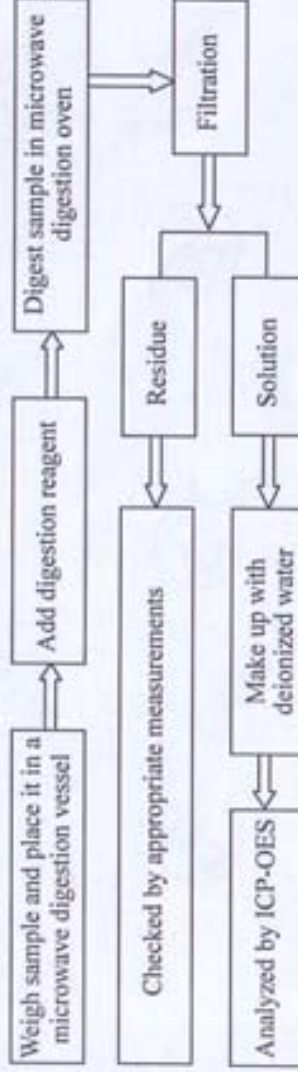 Weigh sample and place it in a
microwave digestion vessel
Add digestion reagent
Digest sample in microwave
digestion oven
Filtration
Residue
Checked by appropriate measurements
Solution
Make up with
deionized water
Analyzed by ICP-OES